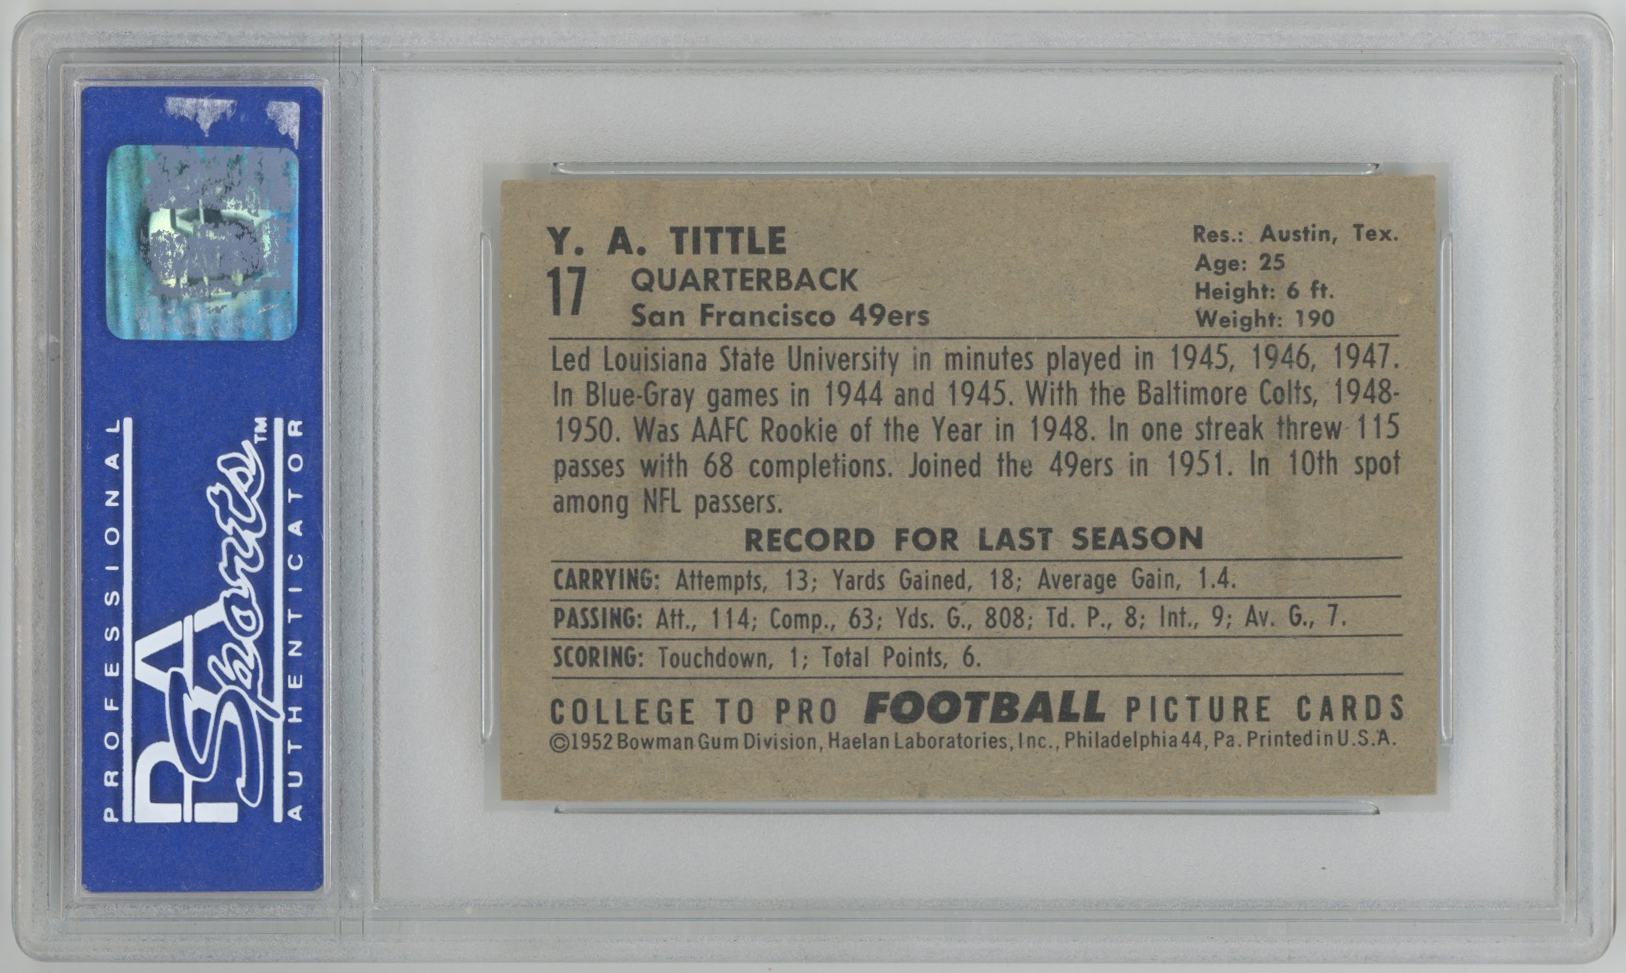 Y. A. TITTLE
17 QUARTERBACK
San Francisco 49ers
Res.: Austin, Tex.
Age: 25
Height: 6 ft.
Weight: 190
Led Louisiana State University in minutes played in 1945, 1946, 1947.
In Blue-Gray games in 1944 and 1945. With the Baltimore Colts, 1948-
1950. Was AAFC Rookie of the Year in 1948. In one streak threw 115
passes with 68 completions. Joined the 49ers in 1951. In 10th spot
among NFL passers.
RECORD FOR LAST SEASON
CARRYING: Attempts, 13; Yards Gained, 18; Average Gain, 1.4.
PASSING: Att., 114; Comp., 63; Yds. G., 808; Td. P., 8; Int., 9; Av. G., 7.
SCORING: Touchdown, 1; Total Points, 6.
COLLEGE TO PRO FOOTBALL PICTURE CARDS
©1952 Bowman Gum Division, Haelan Laboratories, Inc., Philadelphia 44, Pa. Printed in U.S.A.
PROFESSIONAL
PSA
Sports™
AUTHENTICATOR